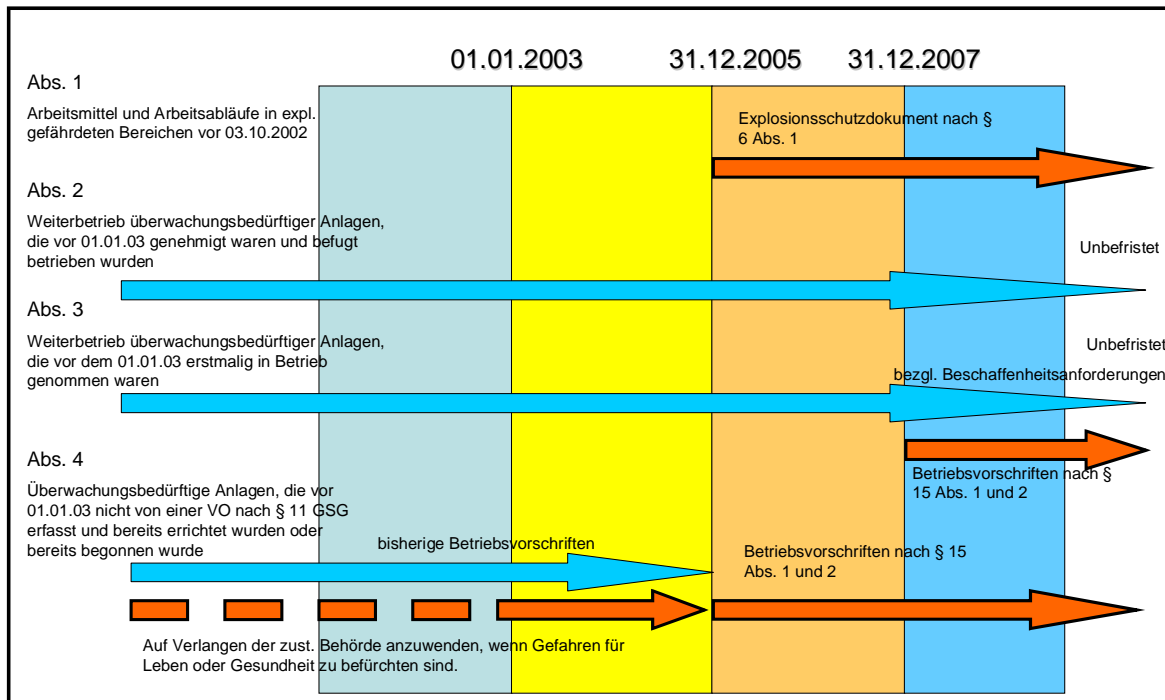 01.01.2003 31.12.2005 31.12.2007
Abs. 1
Arbeitsmittel und Arbeitsabläufe in expl.
gefährdeten Bereichen vor 03.10.2002
Explosionsschutzdokument nach §
6 Abs. 1
Abs. 2
Weiterbetrieb überwachungsbedürftiger Anlagen,
die vor 01.01.03 genehmigt waren und befugt
betrieben wurden
Unbefristet
Abs. 3
Weiterbetrieb überwachungsbedürftiger Anlagen,
die vor dem 01.01.03 erstmalig in Betrieb
genommen waren
Unbefristet
bezgl. Beschaffenheitsanforderungen
Betriebsvorschriften nach §
15 Abs. 1 und 2
Abs. 4
Überwachungsbedürftige Anlagen, die vor
01.01.03 nicht von einer VO nach § 11 GSG
erfasst und bereits errichtet wurden oder
bereits begonnen wurde
bisherige Betriebsvorschriften
Betriebsvorschriften nach § 15
Abs. 1 und 2
Auf Verlangen der zust. Behörde anzuwenden, wenn Gefahren für
Leben oder Gesundheit zu befürchten sind.